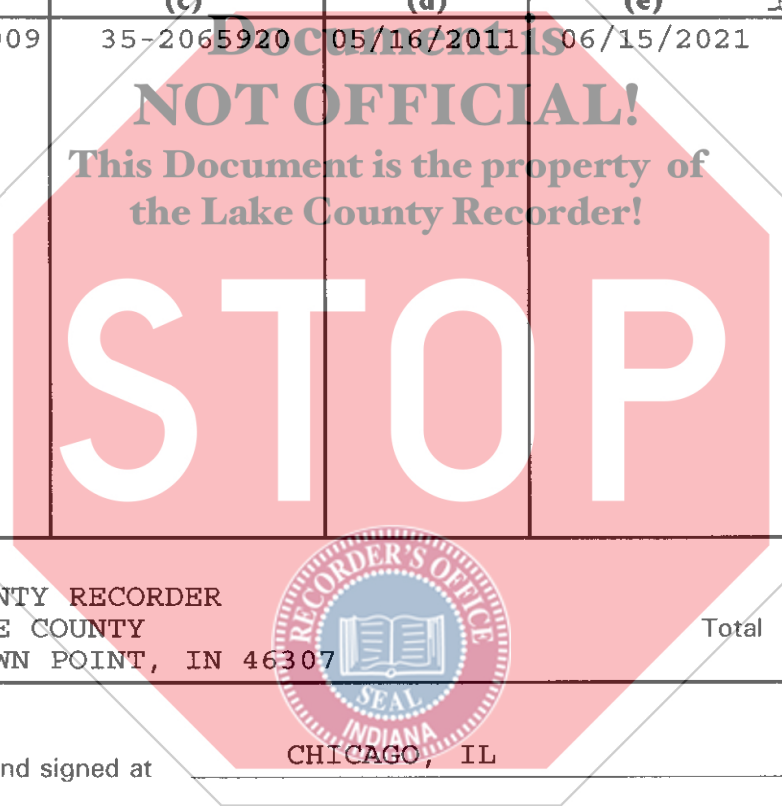 (c) (d) (e)
09 35-2065920 05/16/2011 06/15/2021
Document is
NOT OFFICIAL!
This Document is the property of
the Lake County Recorder!
STOP
NTY RECORDER
E COUNTY
WN POINT, IN 46307
Total
RECORDER'S OFFICE
SEAL
INDIANA
nd signed at CHICAGO, IL